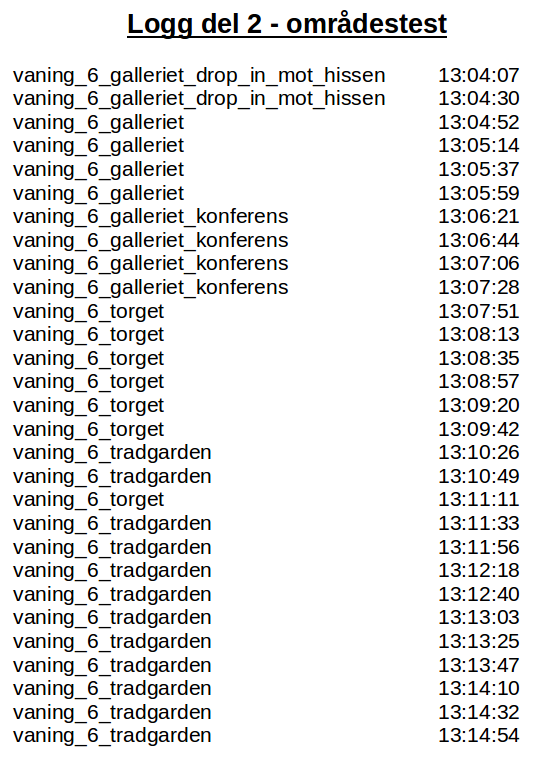 Logg del 2 - områdestest
vaning_6_galleriet_drop_in_mot_hissen 13:04:07
vaning_6_galleriet_drop_in_mot_hissen 13:04:30
vaning_6_galleriet 13:04:52
vaning_6_galleriet 13:05:14
vaning_6_galleriet 13:05:37
vaning_6_galleriet 13:05:59
vaning_6_galleriet_konferens 13:06:21
vaning_6_galleriet_konferens 13:06:44
vaning_6_galleriet_konferens 13:07:06
vaning_6_galleriet_konferens 13:07:28
vaning_6_torget 13:07:51
vaning_6_torget 13:08:13
vaning_6_torget 13:08:35
vaning_6_torget 13:08:57
vaning_6_torget 13:09:20
vaning_6_torget 13:09:42
vaning_6_tradgarden 13:10:26
vaning_6_tradgarden 13:10:49
vaning_6_torget 13:11:11
vaning_6_tradgarden 13:11:33
vaning_6_tradgarden 13:11:56
vaning_6_tradgarden 13:12:18
vaning_6_tradgarden 13:12:40
vaning_6_tradgarden 13:13:03
vaning_6_tradgarden 13:13:25
vaning_6_tradgarden 13:13:47
vaning_6_tradgarden 13:14:10
vaning_6_tradgarden 13:14:32
vaning_6_tradgarden 13:14:54